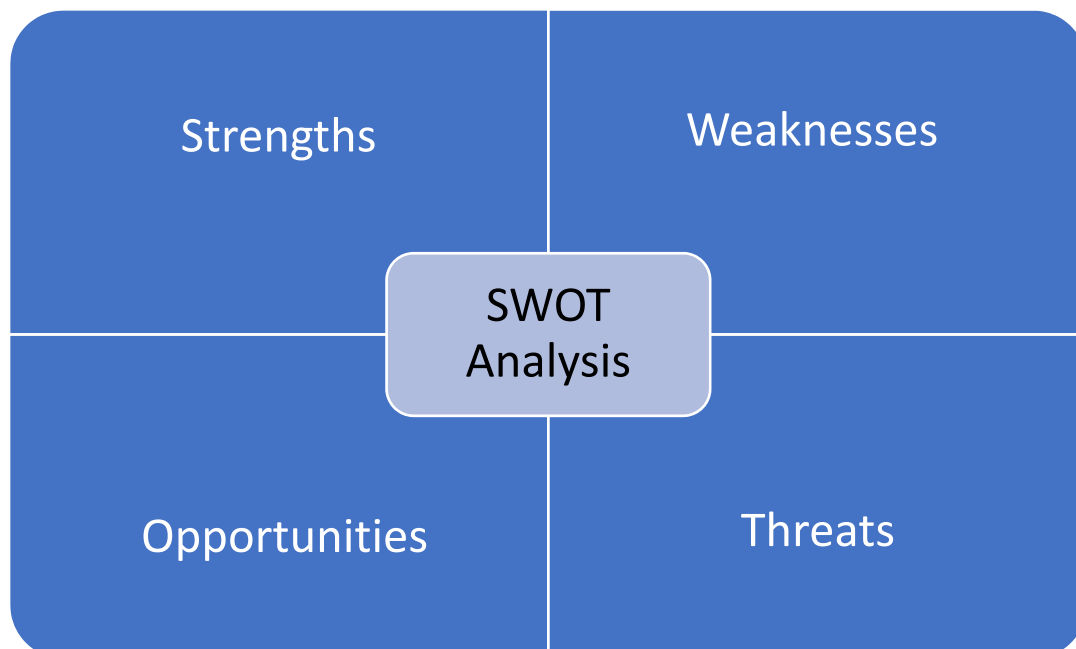 Strengths
Weaknesses
SWOT
Analysis
Opportunities
Threats